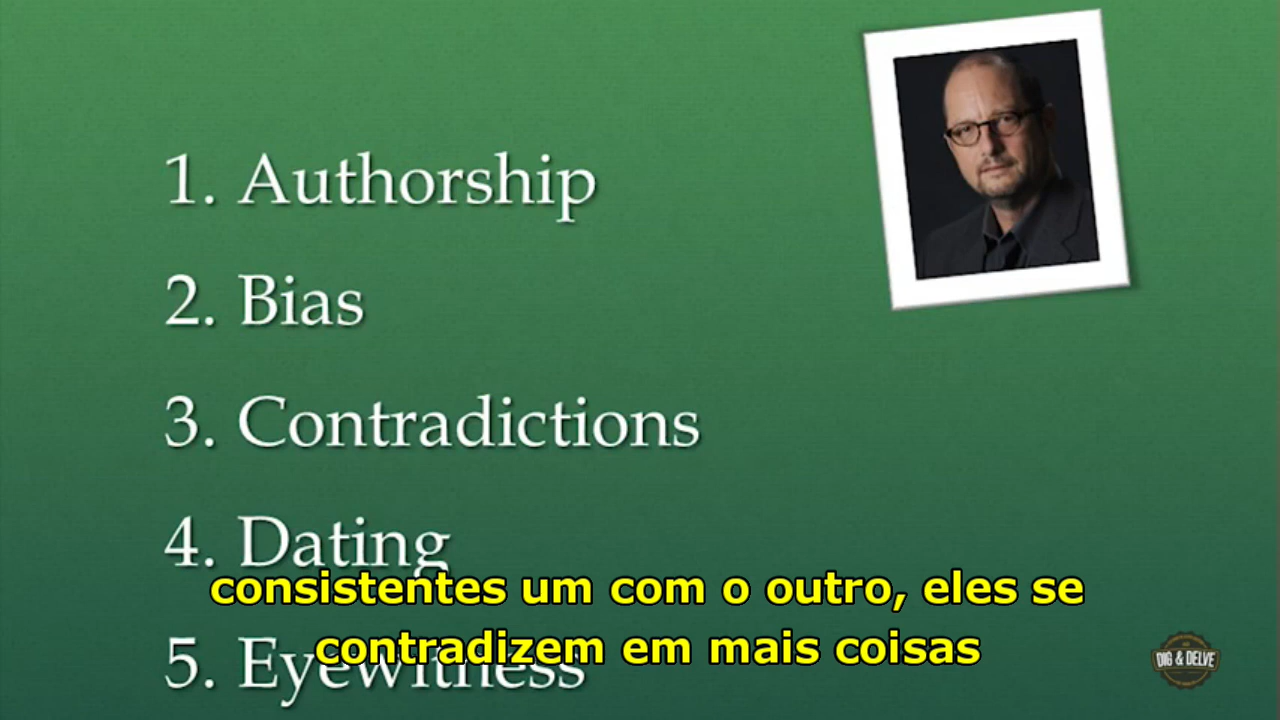 1. Authorship
2. Bias
3. Contradictions
4. Dating
consistentes um com o outro, eles se
contradizem em mais coisas
5. Eyewitness
DIG & DELVE